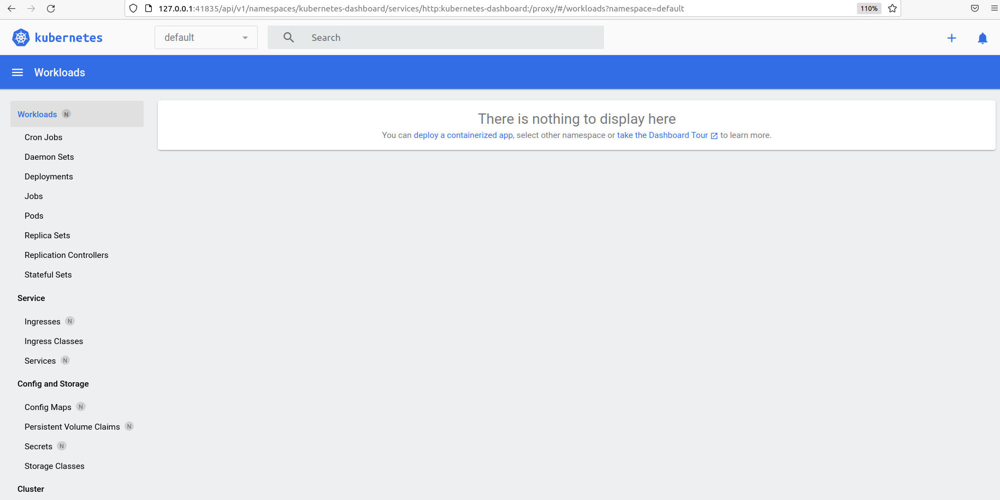 127.0.0.1:41835/api/v1/namespaces/kubernetes-dashboard/services/http:kubernetes-dashboard:/proxy/#/workloads?namespace=default
110%
kubernetes
default
Search
Workloads
Workloads N
Cron Jobs
Daemon Sets
Deployments
Jobs
Pods
Replica Sets
Replication Controllers
Stateful Sets
Service
Ingresses N
Ingress Classes
Services N
Config and Storage
Config Maps N
Persistent Volume Claims N
Secrets N
Storage Classes
Cluster
There is nothing to display here
You can deploy a containerized app, select other namespace or take the Dashboard Tour to learn more.